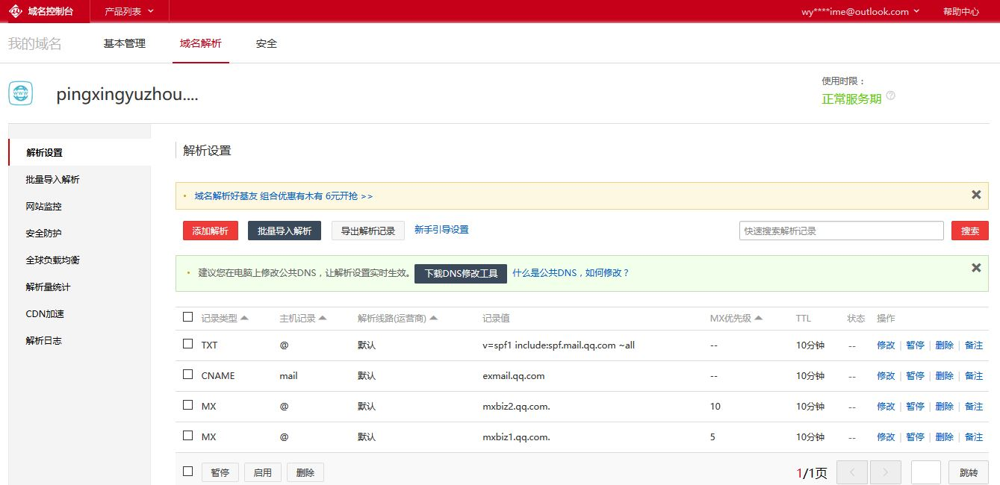 域名控制台 产品列表 wy****ime@outlook.com 帮助中心
我的域名 基本管理 域名解析 安全
使用时限：
www pingxingyuzhou....
正常服务期 ?
解析设置
批量导入解析
网站监控
安全防护
全球负载均衡
解析量统计
CDN加速
解析日志
解析设置
域名解析好基友 组合优惠有木有 6元开抢 >>
添加解析 批量导入解析 导出解析记录 新手引导设置 快速搜索解析记录 搜索
建议您在电脑上修改公共DNS，让解析设置实时生效。 下载DNS修改工具 什么是公共DNS，如何修改？
记录类型 主机记录 解析线路(运营商) 记录值 MX优先级 TTL 状态 操作
TXT @ 默认 v=spf1 include:spf.mail.qq.com ~all -- 10分钟 -- 修改 | 暂停 | 删除 | 备注
CNAME mail 默认 exmail.qq.com -- 10分钟 -- 修改 | 暂停 | 删除 | 备注
MX @ 默认 mxbiz2.qq.com. 10 10分钟 -- 修改 | 暂停 | 删除 | 备注
MX @ 默认 mxbiz1.qq.com. 5 10分钟 -- 修改 | 暂停 | 删除 | 备注
暂停 启用 删除 1/1页 < > 跳转